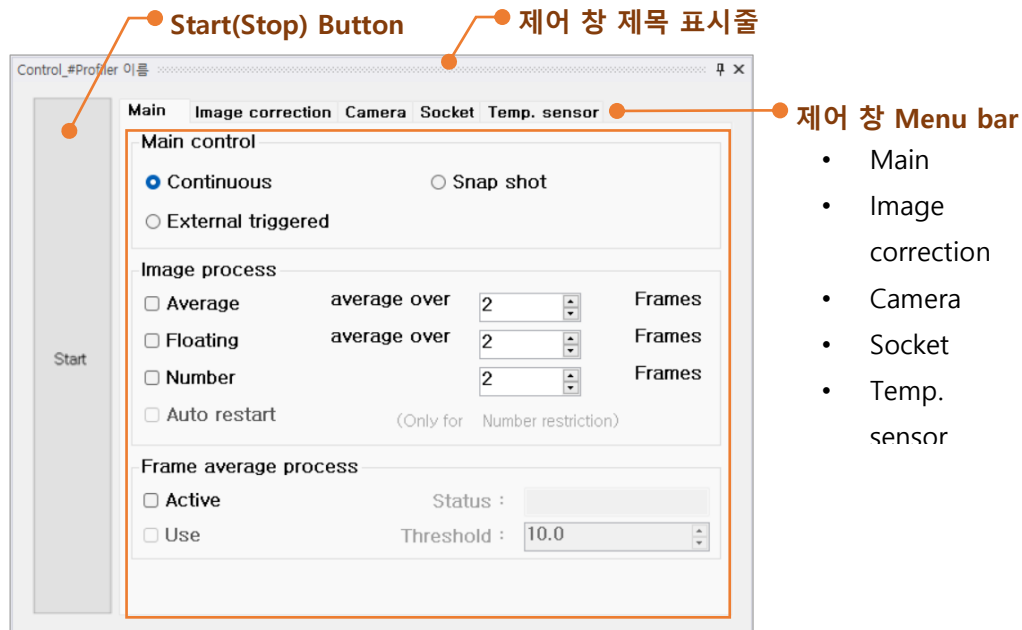 Start(Stop) Button
제어 창 제목 표시줄
Control_#Profiler 이름
Main Image correction Camera Socket Temp. sensor
제어 창 Menu bar
• Main
• Image
correction
• Camera
• Socket
• Temp.
sensor
Start
Main control
Continuous Snap shot
External triggered
Image process
Average average over 2 Frames
Floating average over 2 Frames
Number 2 Frames
Auto restart (Only for Number restriction)
Frame average process
Active Status :
Use Threshold : 10.0